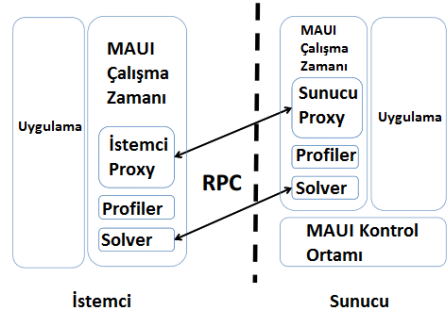 Uygulama
MAUI
Çalışma
Zamanı
İstemci
Proxy
Profiler
Solver
RPC
MAUI
Çalışma
Zamanı
Sunucu
Proxy
Profiler
Solver
Uygulama
MAUI Kontrol
Ortamı
İstemci
Sunucu